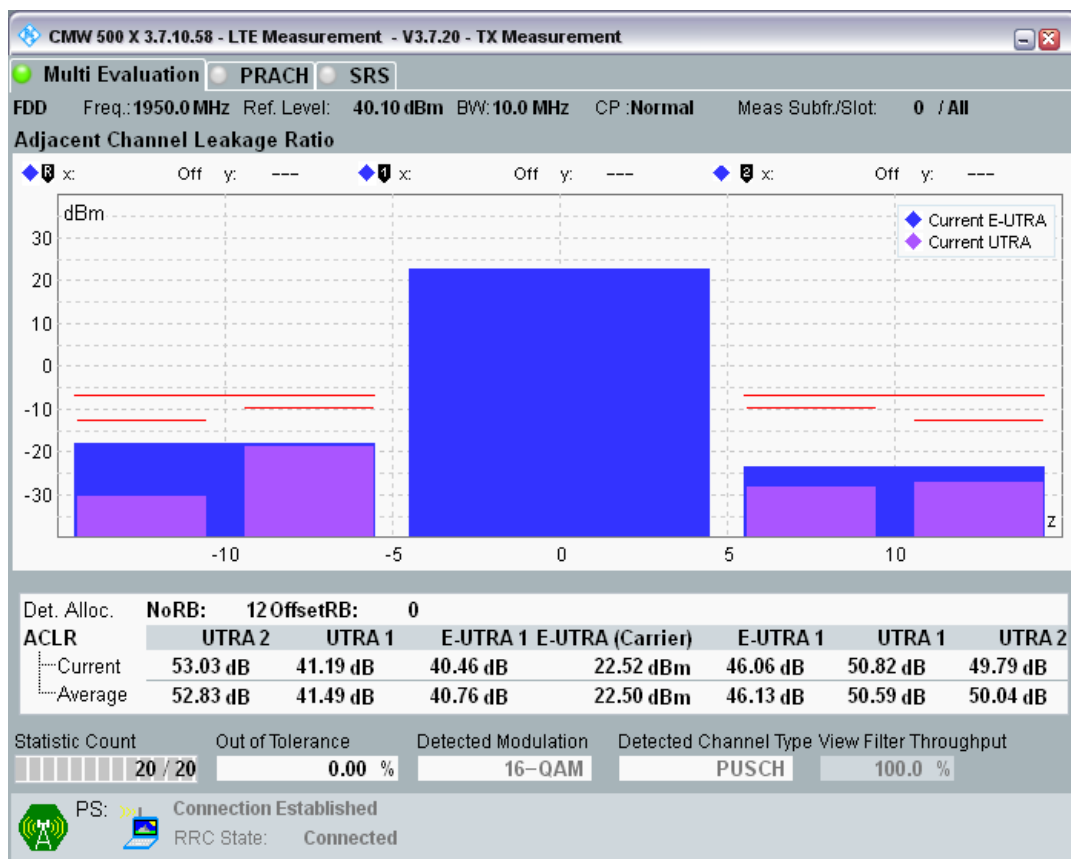 CMW 500 X 3.7.10.58 - LTE Measurement - V3.7.20 - TX Measurement
Multi Evaluation PRACH SRS
FDD Freq.: 1950.0 MHz Ref. Level: 40.10 dBm BW: 10.0 MHz CP :Normal Meas Subfr./Slot: 0 / All
Adjacent Channel Leakage Ratio
R x: Off y: --- 1 x: Off y: --- 2 x: Off y: ---
dBm
Current E-UTRA
Current UTRA
30
20
10
0
-10
-20
-30
z
-10 -5 0 5 10
Det. Alloc. NoRB: 12 OffsetRB: 0
ACLR UTRA 2 UTRA 1 E-UTRA 1 E-UTRA (Carrier) E-UTRA 1 UTRA 1 UTRA 2
Current 53.03 dB 41.19 dB 40.46 dB 22.52 dBm 46.06 dB 50.82 dB 49.79 dB
Average 52.83 dB 41.49 dB 40.76 dB 22.50 dBm 46.13 dB 50.59 dB 50.04 dB
Statistic Count Out of Tolerance Detected Modulation Detected Channel Type View Filter Throughput
20 / 20 0.00 % 16-QAM PUSCH 100.0 %
PS: Connection Established
RRC State: Connected